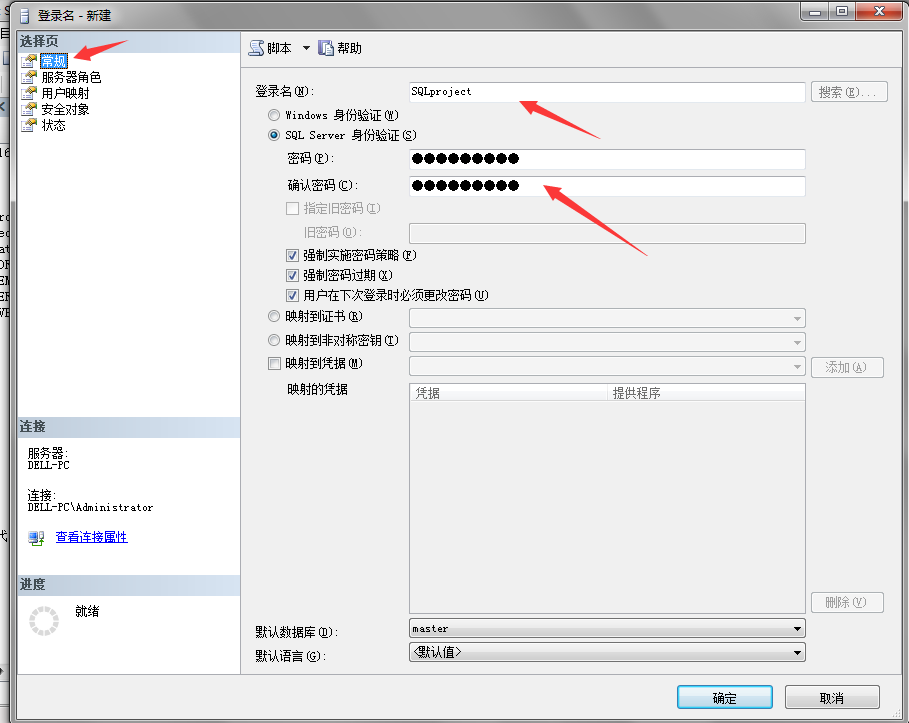 登录名 - 新建
选择页
常规
服务器角色
用户映射
安全对象
状态
脚本 帮助
登录名(N): SQLproject 搜索(E)...
Windows 身份验证(W)
SQL Server 身份验证(S)
密码(P): ●●●●●●●●●
确认密码(C): ●●●●●●●●●
指定旧密码(I)
旧密码(O):
强制实施密码策略(F)
强制密码过期(X)
用户在下次登录时必须更改密码(U)
映射到证书(R)
映射到非对称密钥(T)
映射到凭据(M) 添加(A)
映射的凭据 凭据 提供程序
连接
服务器:
DELL-PC
连接:
DELL-PC\Administrator
查看连接属性
进度
就绪
删除(V)
默认数据库(D): master
默认语言(G): <默认值>
确定 取消